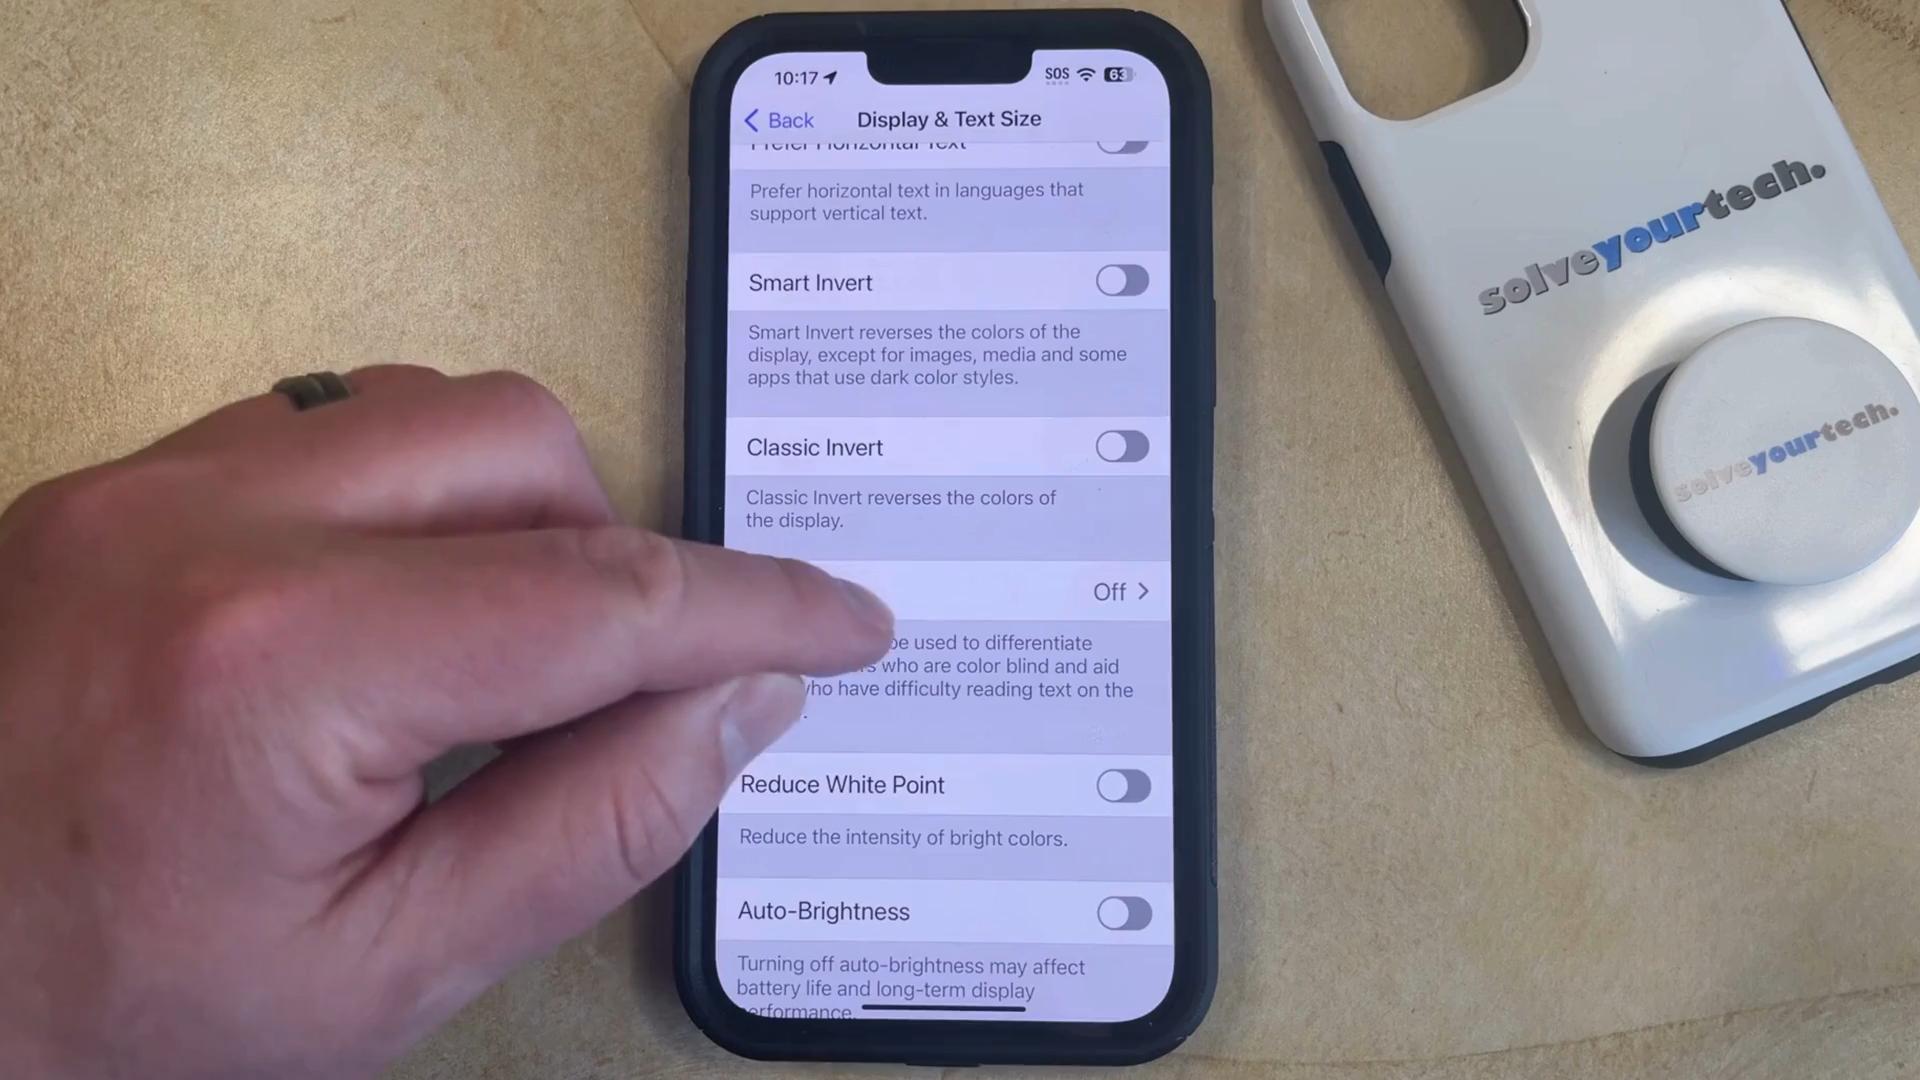 10:17
SOS
63
Back
Display & Text Size
Prefer Horizontal Text
Prefer horizontal text in languages that
support vertical text.
Smart Invert
Smart Invert reverses the colors of the
display, except for images, media and some
apps that use dark color styles.
Classic Invert
Classic Invert reverses the colors of
the display.
Off
be used to differentiate
who are color blind and aid
who have difficulty reading text on the
Reduce White Point
Reduce the intensity of bright colors.
Auto-Brightness
Turning off auto-brightness may affect
battery life and long-term display
performance.
solveyourtech.
solveyourtech.